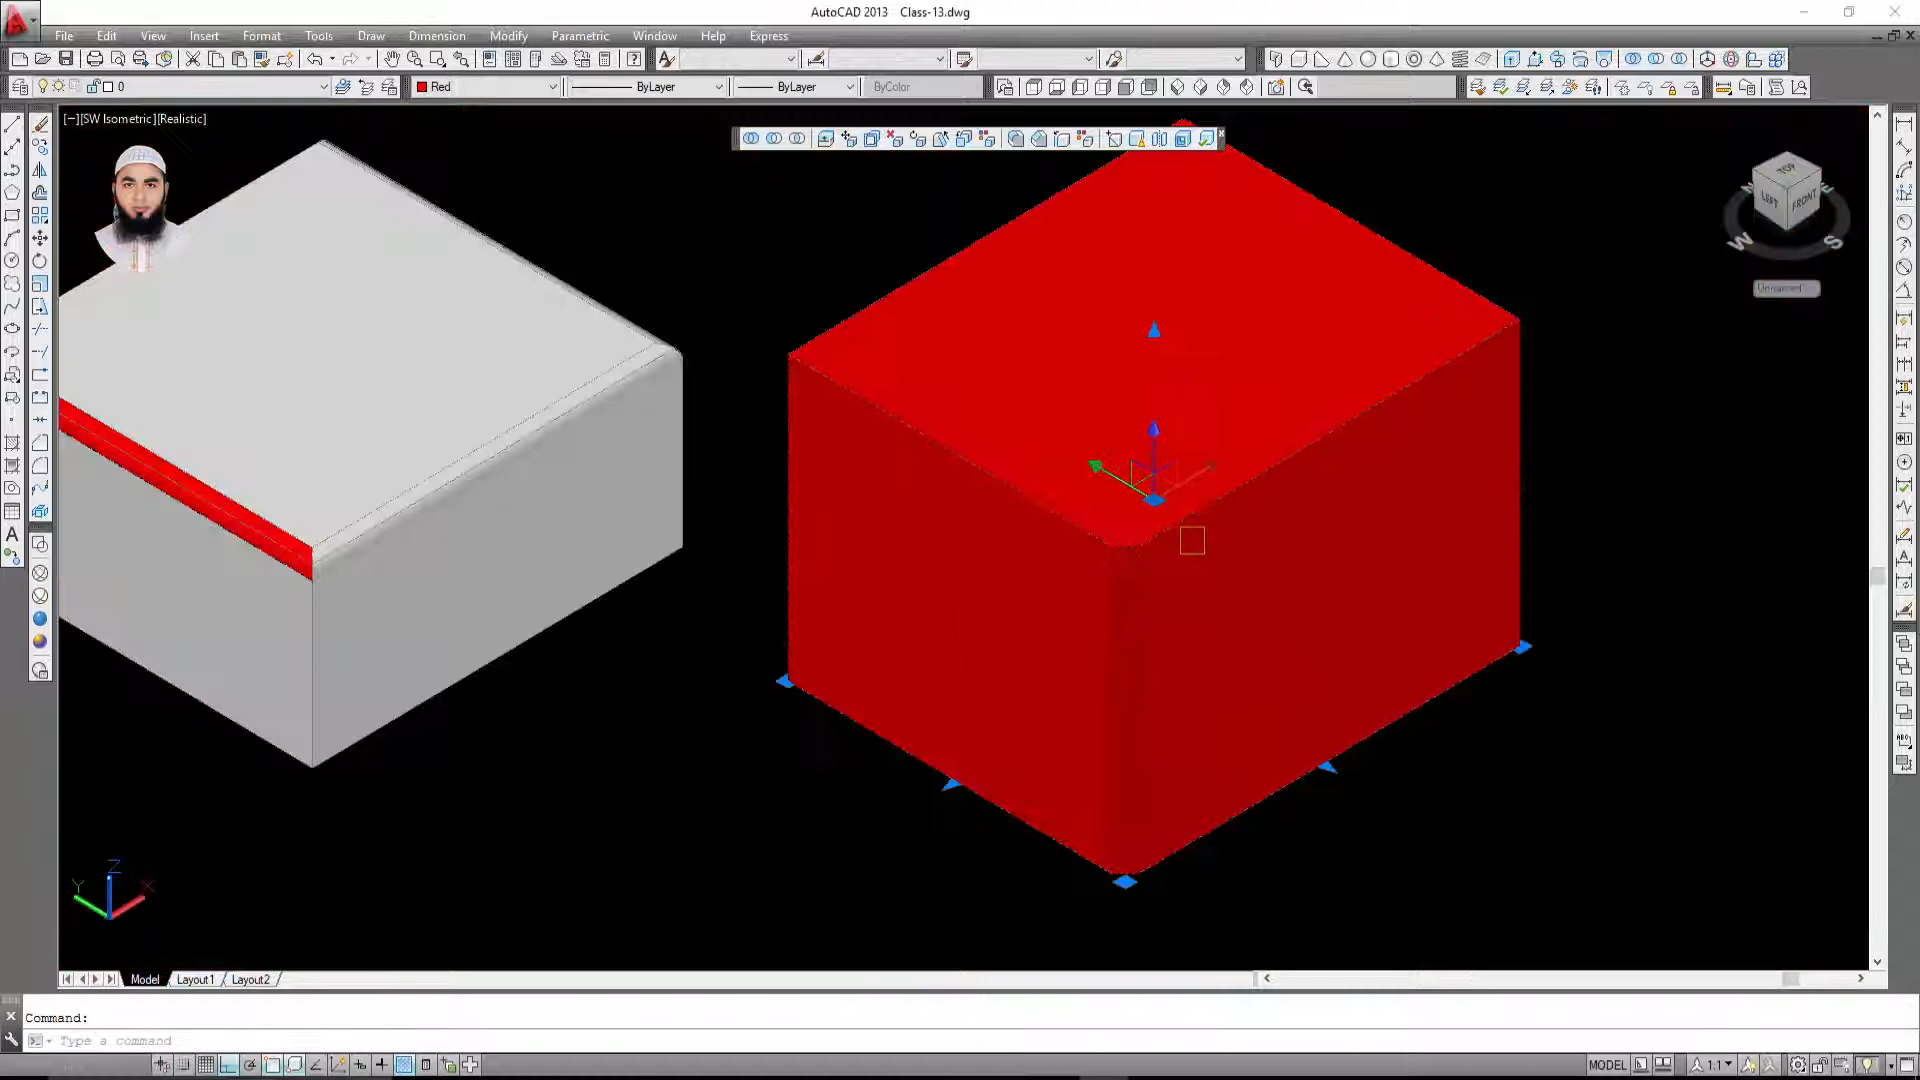 AutoCAD 2013 Class-13.dwg
File Edit View Insert Format Tools Draw Dimension Modify Parametric Window Help Express
0 Red ByLayer ByLayer ByColor
[−][SW Isometric][Realistic]
TOP
LEFT FRONT
W S
Unnamed
Z
Y X
Model Layout1 Layout2
Command:
Type a command
MODEL 1:1